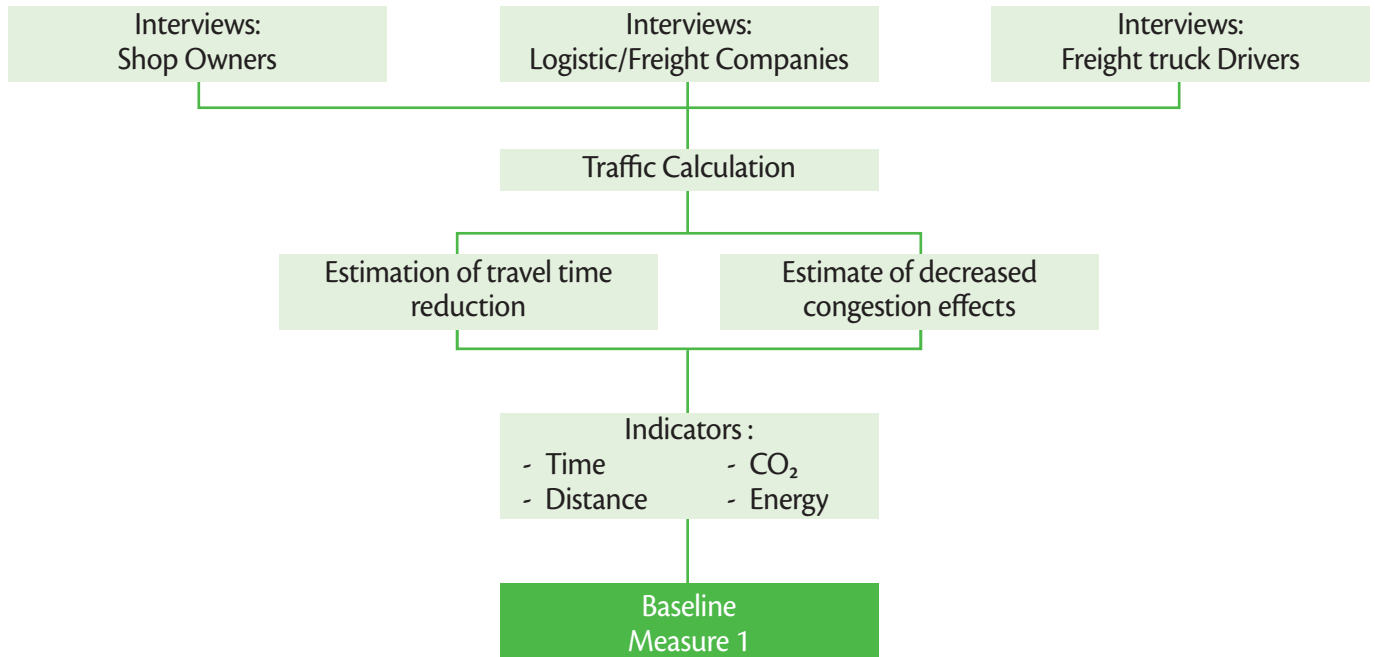 Interviews:
Shop Owners
Interviews:
Logistic/Freight Companies
Interviews:
Freight truck Drivers
Traffic Calculation
Estimation of travel time
reduction
Estimate of decreased
congestion effects
Indicators :
- Time
- CO₂
- Distance
- Energy
Baseline
Measure 1